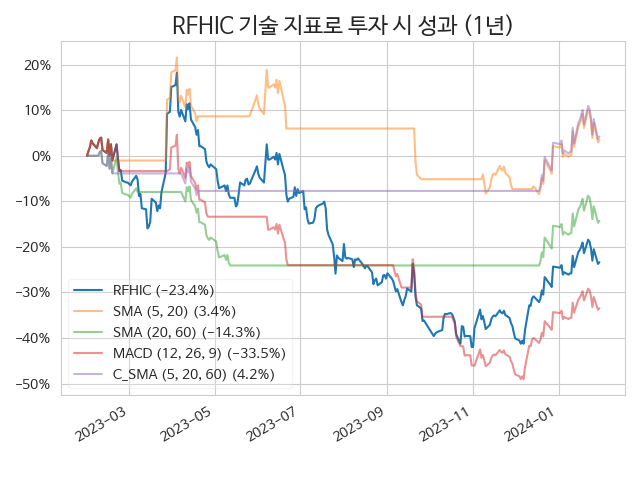 RFHIC 기술 지표로 투자 시 성과 (1년)
20%
10%
0%
−10%
−20%
−30%
−40%
−50%
RFHIC (−23.4%)
SMA (5, 20) (3.4%)
SMA (20, 60) (−14.3%)
MACD (12, 26, 9) (−33.5%)
C_SMA (5, 20, 60) (4.2%)
2023-03
2023-05
2023-07
2023-09
2023-11
2024-01